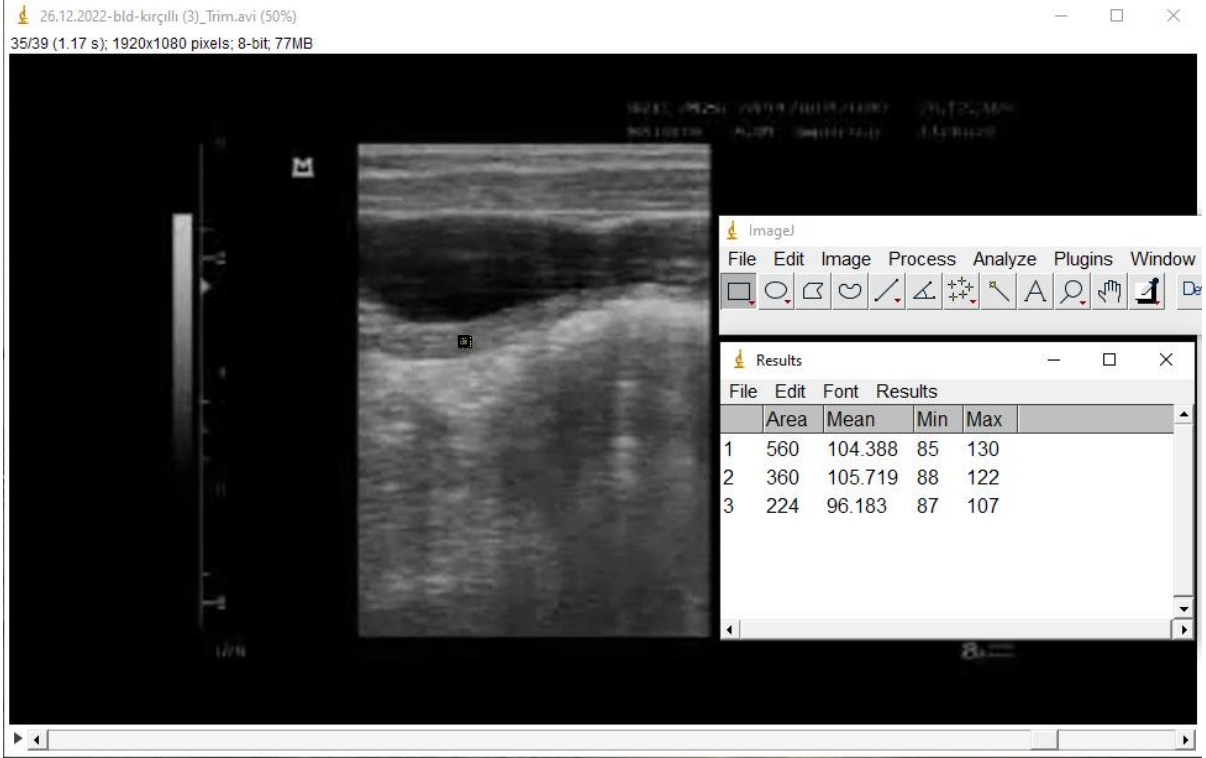 26.12.2022-bld-kırçıllı (3)_Trim.avi (50%)
35/39 (1.17 s); 1920x1080 pixels; 8-bit; 77MB
M
ImageJ
File Edit Image Process Analyze Plugins Window
A De
Results
File Edit Font Results
Area Mean Min Max
1 560 104.388 85 130
2 360 105.719 88 122
3 224 96.183 87 107